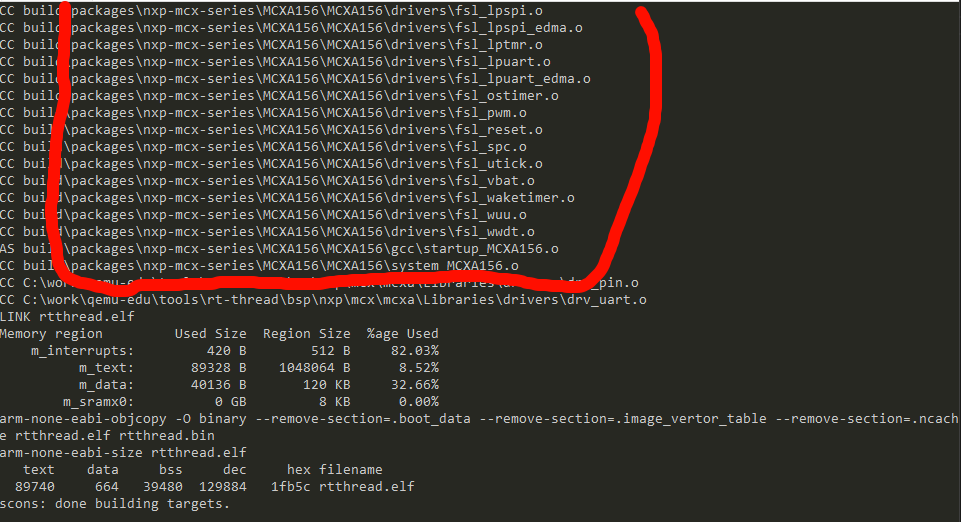 CC build\packages\nxp-mcx-series\MCXA156\MCXA156\drivers\fsl_lpspi.o
CC build\packages\nxp-mcx-series\MCXA156\MCXA156\drivers\fsl_lpspi_edma.o
CC build\packages\nxp-mcx-series\MCXA156\MCXA156\drivers\fsl_lptmr.o
CC build\packages\nxp-mcx-series\MCXA156\MCXA156\drivers\fsl_lpuart.o
CC build\packages\nxp-mcx-series\MCXA156\MCXA156\drivers\fsl_lpuart_edma.o
CC build\packages\nxp-mcx-series\MCXA156\MCXA156\drivers\fsl_ostimer.o
CC build\packages\nxp-mcx-series\MCXA156\MCXA156\drivers\fsl_pwm.o
CC build\packages\nxp-mcx-series\MCXA156\MCXA156\drivers\fsl_reset.o
CC build\packages\nxp-mcx-series\MCXA156\MCXA156\drivers\fsl_spc.o
CC build\packages\nxp-mcx-series\MCXA156\MCXA156\drivers\fsl_utick.o
CC build\packages\nxp-mcx-series\MCXA156\MCXA156\drivers\fsl_vbat.o
CC build\packages\nxp-mcx-series\MCXA156\MCXA156\drivers\fsl_waketimer.o
CC build\packages\nxp-mcx-series\MCXA156\MCXA156\drivers\fsl_wuu.o
CC build\packages\nxp-mcx-series\MCXA156\MCXA156\drivers\fsl_wwdt.o
AS build\packages\nxp-mcx-series\MCXA156\MCXA156\gcc\startup_MCXA156.o
CC build\packages\nxp-mcx-series\MCXA156\MCXA156\system_MCXA156.o
CC C:\work\qemu-edu\tools\rt-thread\bsp\nxp\mcx\mcxa\Libraries\drivers\drv_pin.o
CC C:\work\qemu-edu\tools\rt-thread\bsp\nxp\mcx\mcxa\Libraries\drivers\drv_uart.o
LINK rtthread.elf
Memory region         Used Size  Region Size  %age Used
    m_interrupts:         420 B        512 B     82.03%
          m_text:       89328 B    1048064 B      8.52%
          m_data:       40136 B       120 KB     32.66%
        m_sramx0:          0 GB         8 KB      0.00%
arm-none-eabi-objcopy -O binary --remove-section=.boot_data --remove-section=.image_vertor_table --remove-section=.ncach
e rtthread.elf rtthread.bin
arm-none-eabi-size rtthread.elf
   text    data     bss     dec     hex filename
  89740     664   39480  129884   1fb5c rtthread.elf
scons: done building targets.